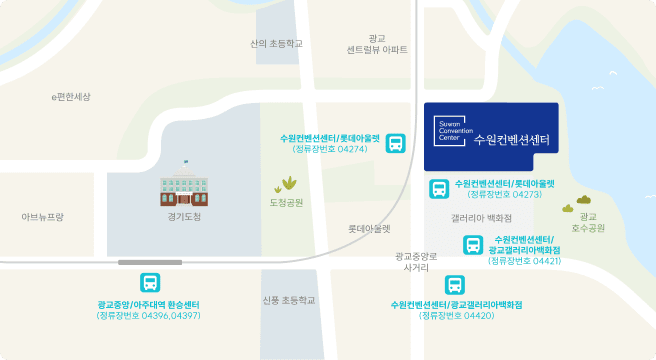 산의 초등학교
광교
센트럴뷰 아파트
e편한세상
Suwon
Convention
Center
수원컨벤션센터
수원컨벤션센터/롯데아울렛
(정류장번호 04274)
수원컨벤션센터/롯데아울렛
(정류장번호 04273)
도청공원
경기도청
아브뉴프랑
갤러리아 백화점
광교
호수공원
롯데아울렛
수원컨벤션센터/
광교갤러리아백화점
(정류장번호 04421)
광교중앙로
사거리
광교중앙/아주대역 환승센터
(정류장번호 04396,04397)
신풍 초등학교
수원컨벤션센터/광교갤러리아백화점
(정류장번호 04420)